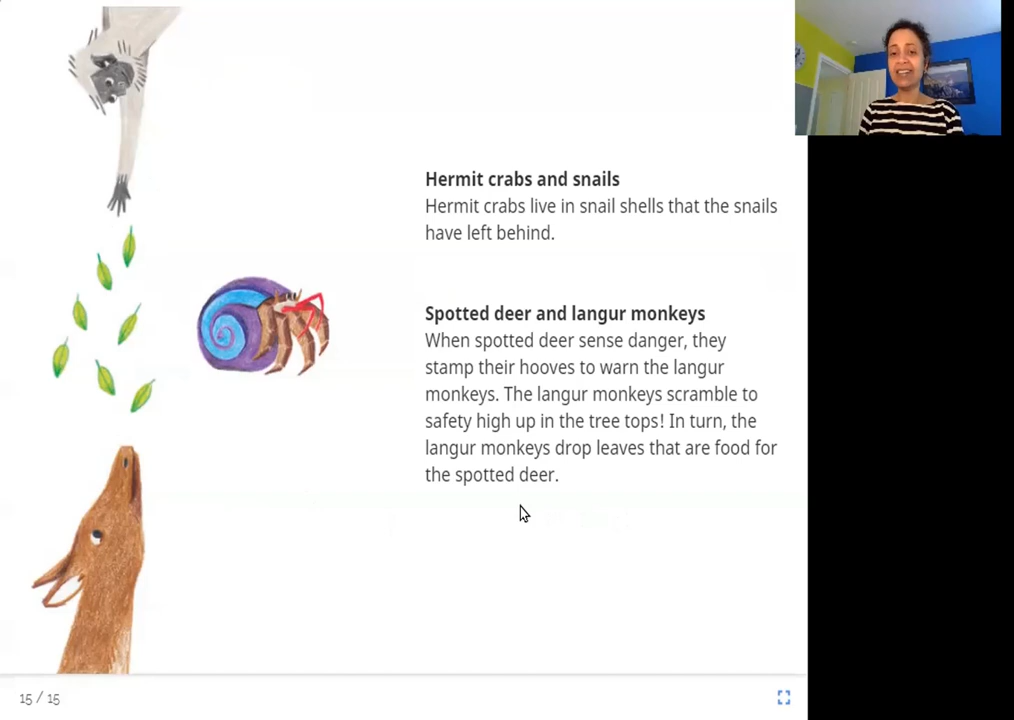 Hermit crabs and snails
Hermit crabs live in snail shells that the snails
have left behind.
Spotted deer and langur monkeys
When spotted deer sense danger, they
stamp their hooves to warn the langur
monkeys. The langur monkeys scramble to
safety high up in the tree tops! In turn, the
langur monkeys drop leaves that are food for
the spotted deer.
15 / 15